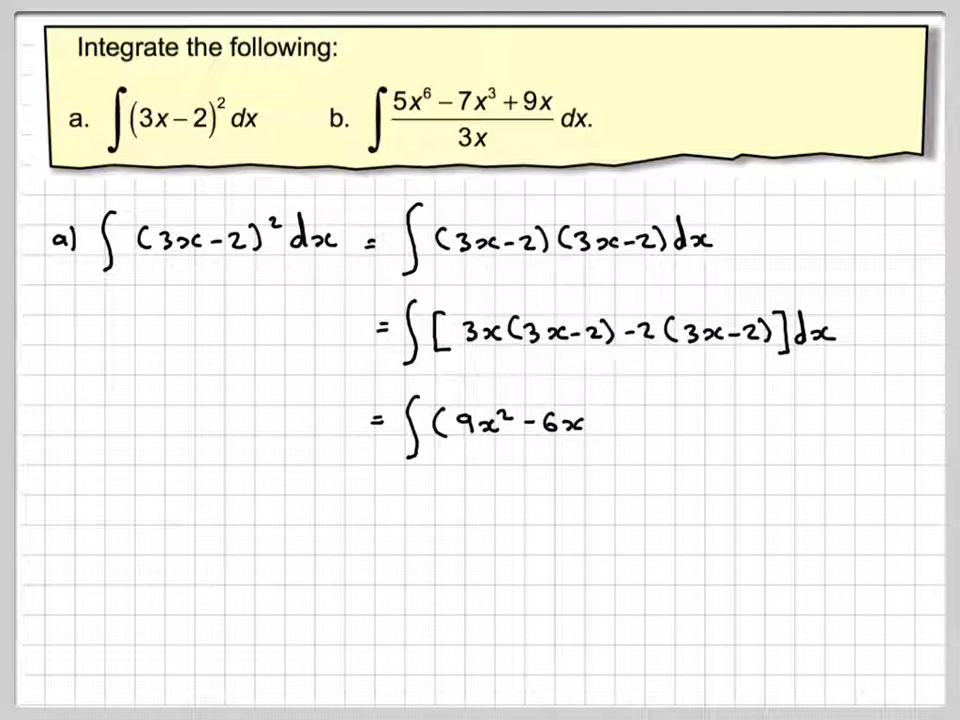 Integrate the following:
a. ∫(3x−2)² dx b. ∫ (5x⁶ − 7x³ + 9x)/(3x) dx.
a) ∫ (3x-2)² dx = ∫ (3x-2)(3x-2)dx
= ∫ [ 3x(3x-2) -2(3x-2)]dx
= ∫ (9x² - 6x